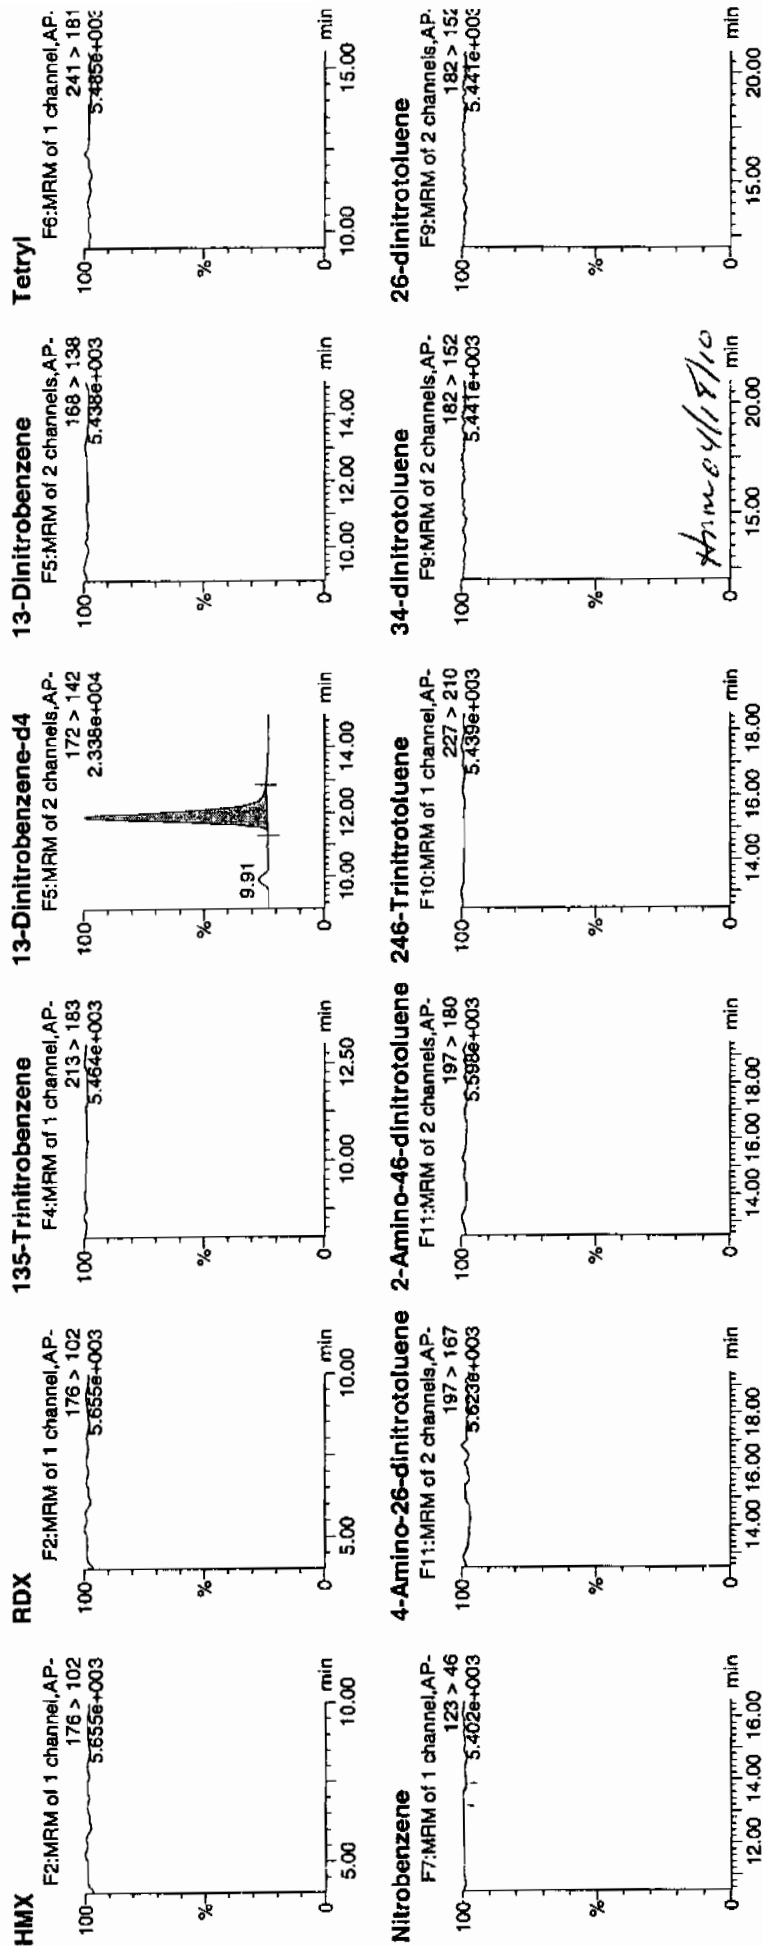 HMX
F2:MRM of 1 channel,AP-
176 > 102
5.655e+003
100
%
0
5.00 10.00 min
RDX
F2:MRM of 1 channel,AP-
176 > 102
5.655e+003
100
%
0
5.00 10.00 min
135-Trinitrobenzene
F4:MRM of 1 channel,AP-
213 > 183
5.464e+003
100
%
0
10.00 12.50 min
13-Dinitrobenzene-d4
F5:MRM of 2 channels,AP-
172 > 142
2.338e+004
100
%
9.91
0
10.00 12.00 14.00 min
13-Dinitrobenzene
F5:MRM of 2 channels,AP-
168 > 138
5.438e+003
100
%
0
10.00 12.00 14.00 min
Tetryl
F6:MRM of 1 channel,AP-
241 > 181
5.485e+003
100
%
0
10.00 15.00 min
Nitrobenzene
F7:MRM of 1 channel,AP-
123 > 46
5.402e+003
100
%
0
12.00 14.00 16.00 min
4-Amino-26-dinitrotoluene
F11:MRM of 2 channels,AP-
197 > 167
5.623e+003
100
%
0
14.00 16.00 18.00 min
2-Amino-46-dinitrotoluene
F11:MRM of 2 channels,AP-
197 > 180
5.598e+003
100
%
0
14.00 16.00 18.00 min
246-Trinitrotoluene
F10:MRM of 1 channel,AP-
227 > 210
5.439e+003
100
%
0
14.00 16.00 18.00 min
34-dinitrotoluene
F9:MRM of 2 channels,AP-
182 > 152
5.441e+003
100
%
0
15.00 20.00 min
26-dinitrotoluene
F9:MRM of 2 channels,AP-
182 > 152
5.441e+003
100
%
0
15.00 20.00 min